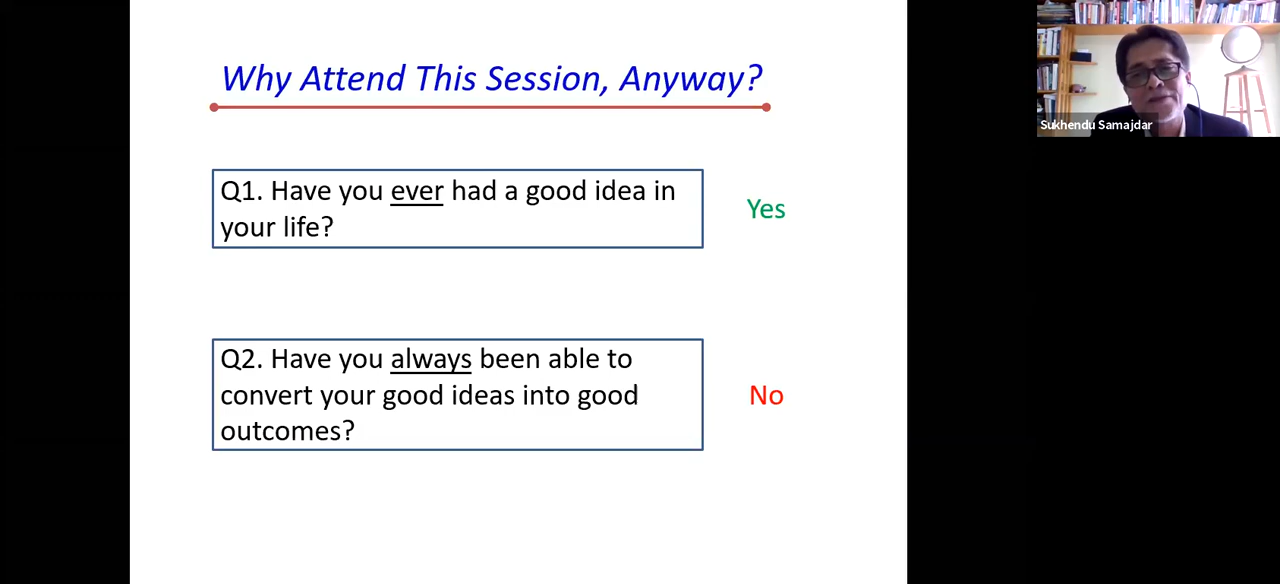 Why Attend This Session, Anyway?
Q1. Have you ever had a good idea in
your life?
Yes
Q2. Have you always been able to
convert your good ideas into good
outcomes?
No
Sukhendu Samajdar